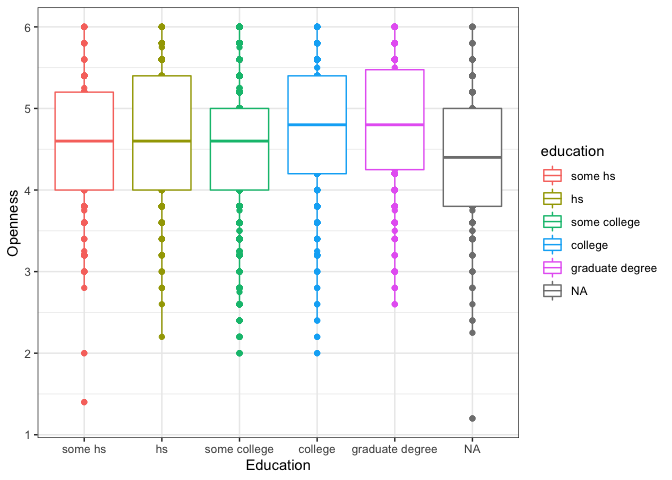 6
5
4
3
2
1
Openness
some hs
hs
some college
college
graduate degree
NA
Education
education
some hs
hs
some college
college
graduate degree
NA